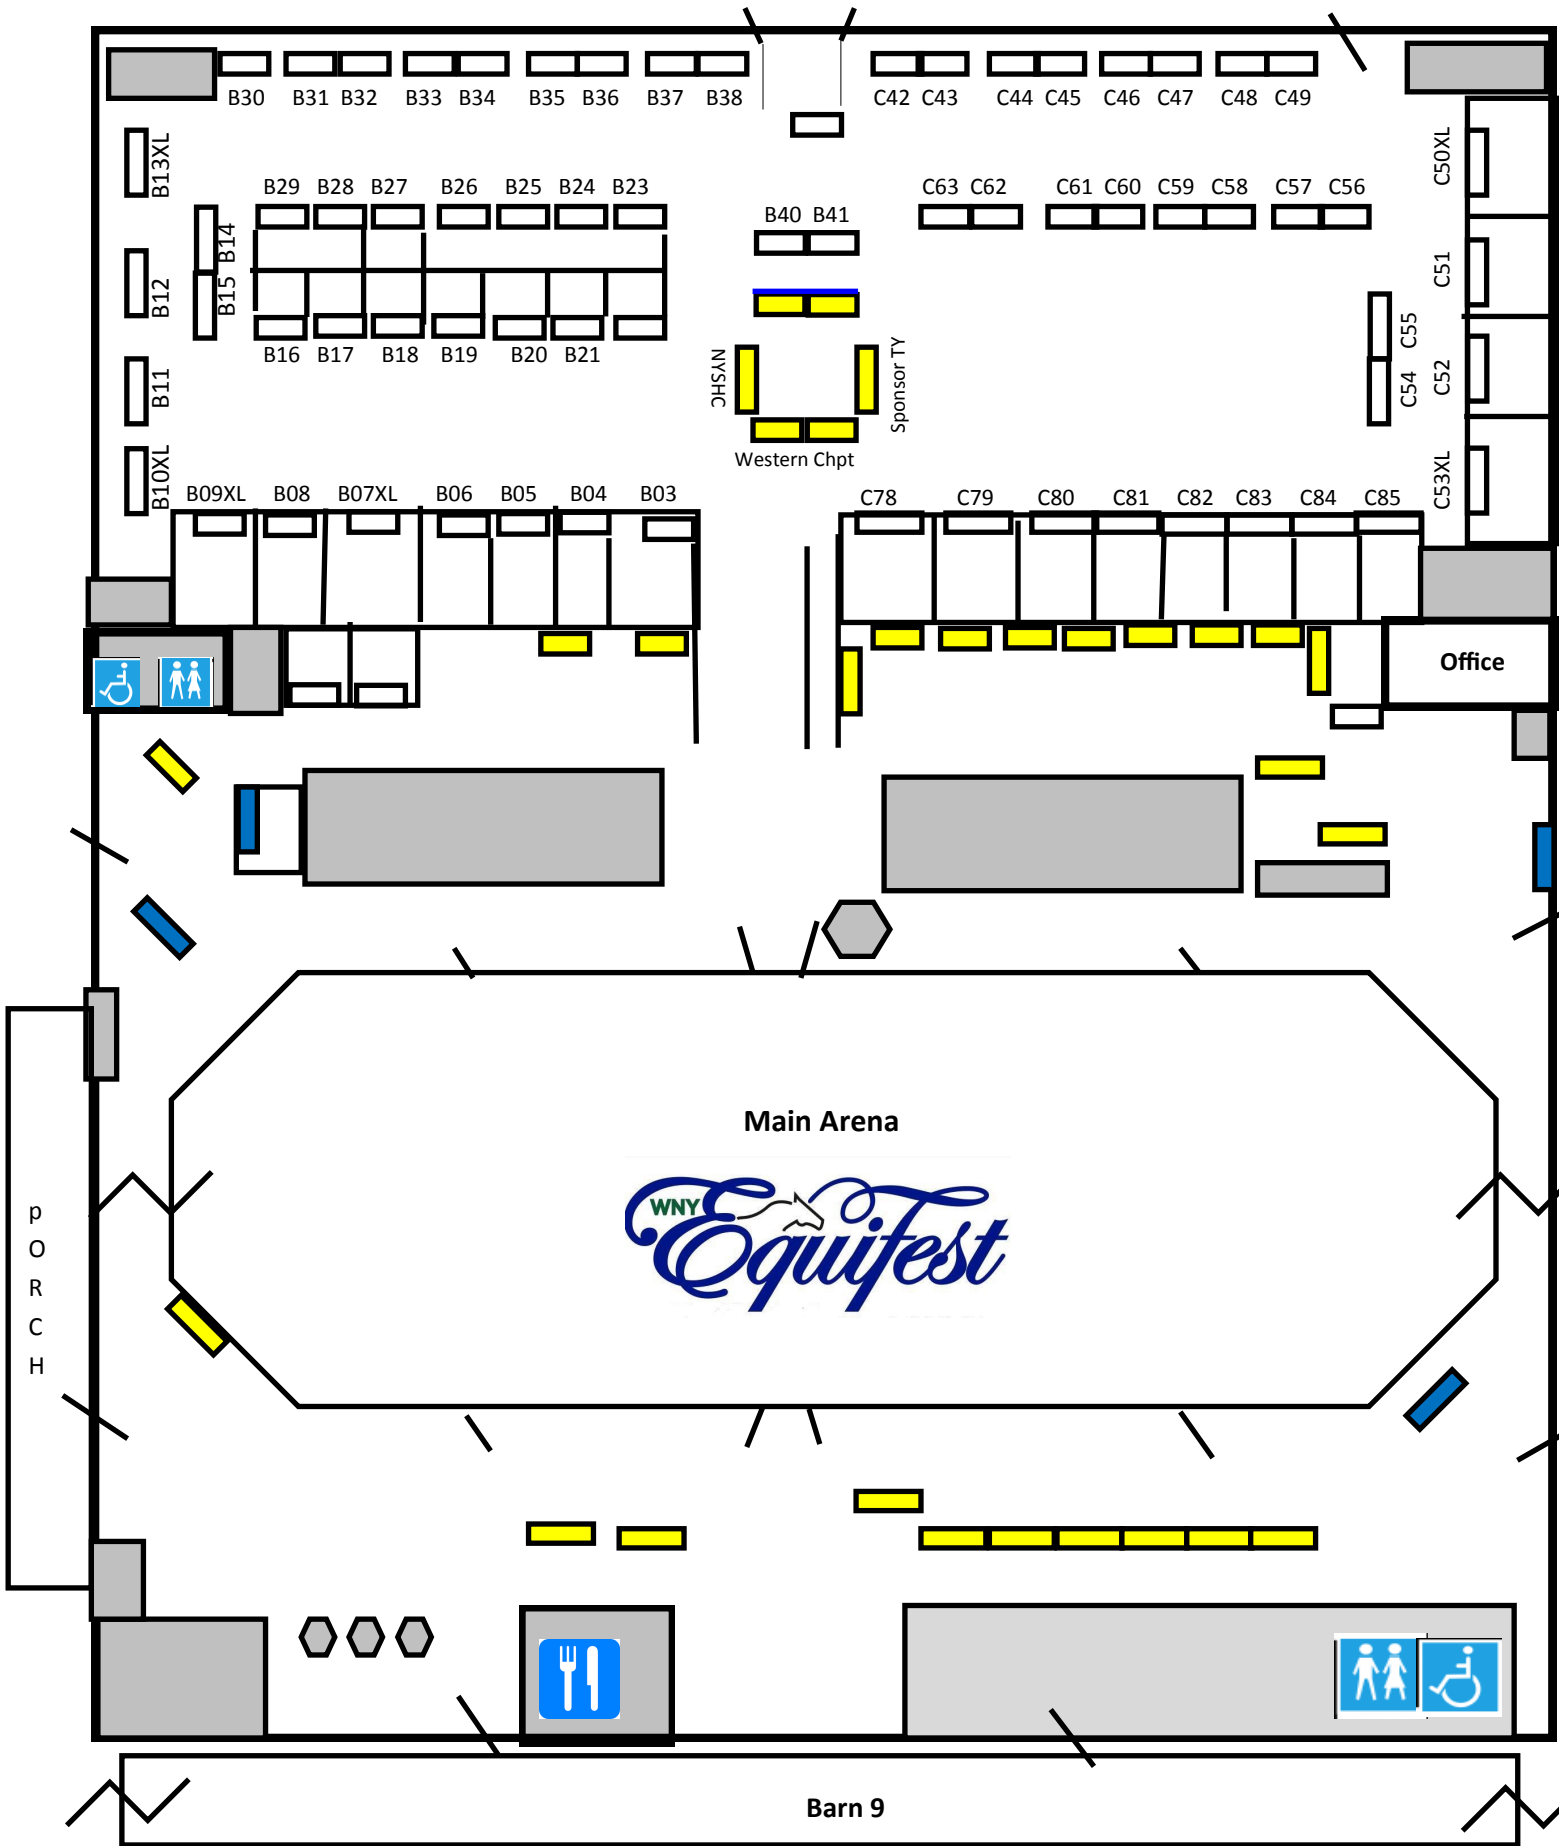 B30 B31 B32 B33 B34 B35 B36 B37 B38 C42 C43 C44 C45 C46 C47 C48 C49
B13XL
C50XL
B29 B28 B27 B26 B25 B24 B23 C63 C62 C61 C60 C59 C58 C57 C56
B40 B41
B14
B12
B15
C51
C55
B16 B17 B18 B19 B20 B21
B11
NYSHC
Sponsor TY
C54
C52
Western Chpt
B10XL
C53XL
B09XL B08 B07XL B06 B05 B04 B03 C78 C79 C80 C81 C82 C83 C84 C85
Office
Main Arena
WNY
Equifest
p
O
R
C
H
Barn 9